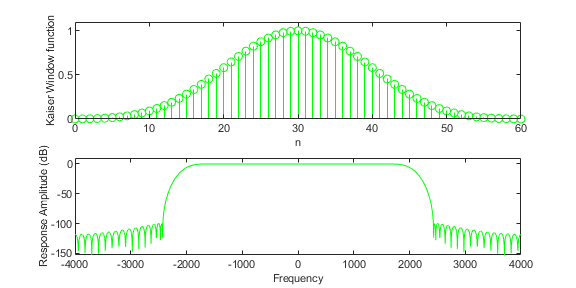 Kaiser Window function
1
0.5
0
0 10 20 30 40 50 60
n
Response Amplitude (dB)
0
-50
-100
-150
-4000 -3000 -2000 -1000 0 1000 2000 3000 4000
Frequency